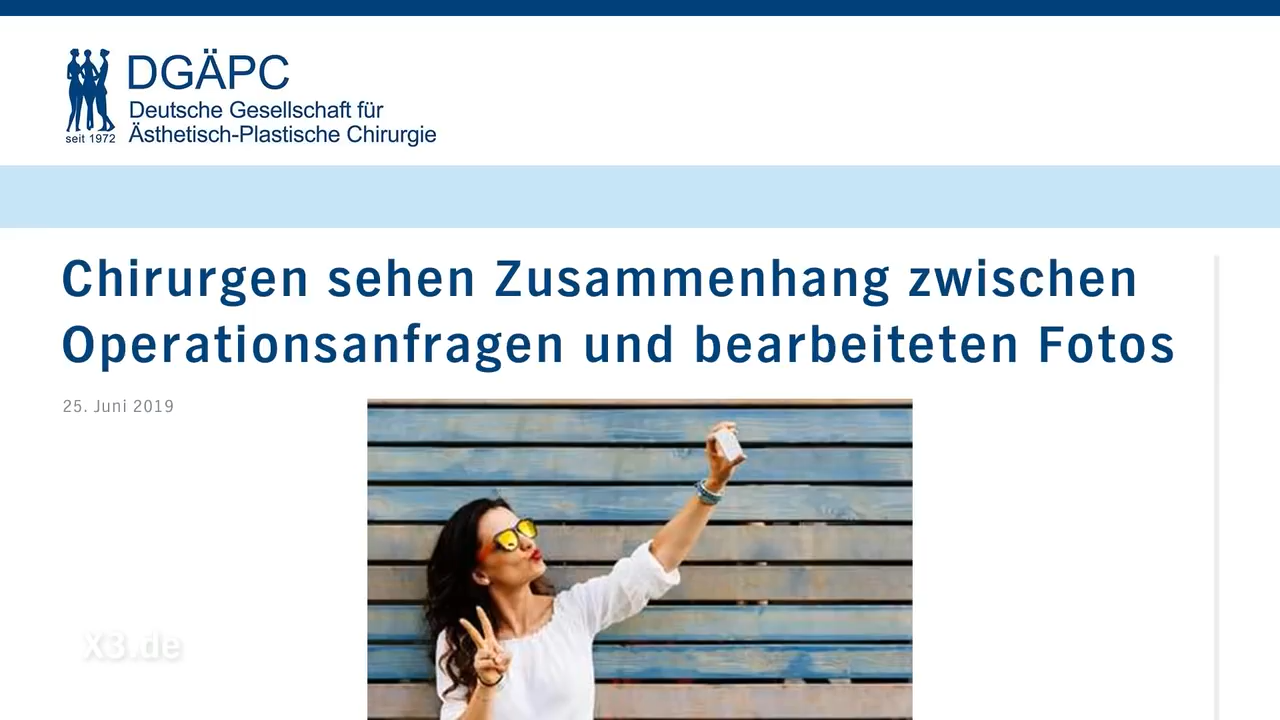 DGÄPC
Deutsche Gesellschaft für
Ästhetisch-Plastische Chirurgie
seit 1972
Chirurgen sehen Zusammenhang zwischen
Operationsanfragen und bearbeiteten Fotos
25. Juni 2019
X3.de